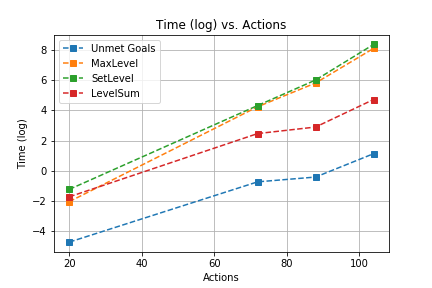 Time (log) vs. Actions
Unmet Goals
MaxLevel
SetLevel
LevelSum
8
6
4
2
0
−2
−4
Time (log)
20
40
60
80
100
Actions